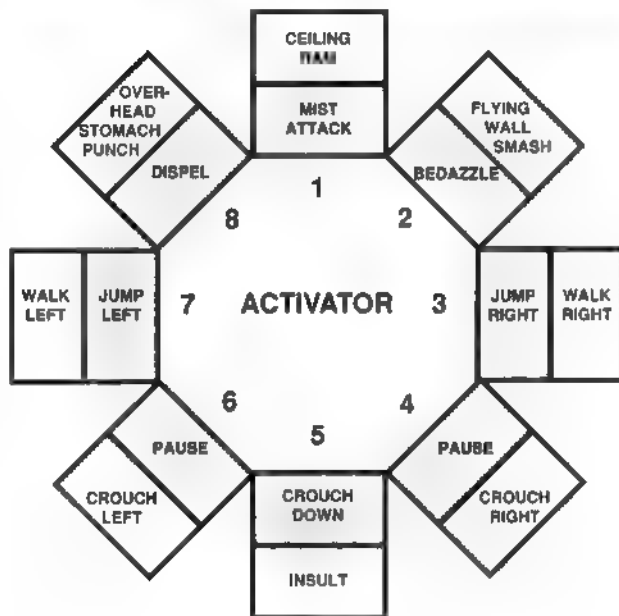 CEILING
MIST
ATTACK
1
OVER-
HEAD
STOMACH
PUNCH
DISPEL
8
FLYING
WALL
SMASH
BEDAZZLE
2
WALK
LEFT
JUMP
LEFT
7
ACTIVATOR
3
JUMP
RIGHT
WALK
RIGHT
6
PAUSE
CROUCH
LEFT
5
CROUCH
DOWN
INSULT
4
PAUSE
CROUCH
RIGHT